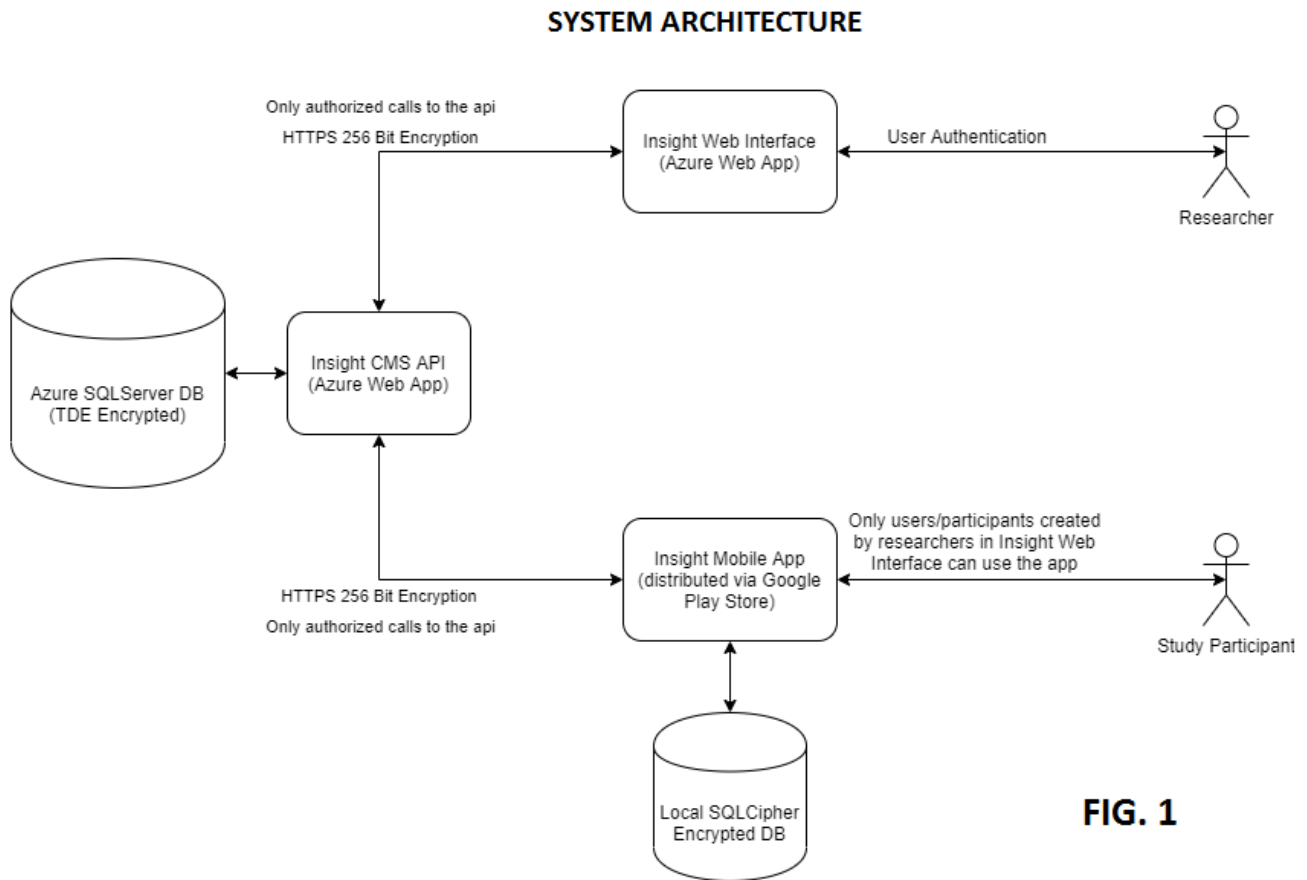 SYSTEM ARCHITECTURE
Only authorized calls to the api
HTTPS 256 Bit Encryption
Insight Web Interface
(Azure Web App)
User Authentication
Researcher
Azure SQLServer DB
(TDE Encrypted)
Insight CMS API
(Azure Web App)
HTTPS 256 Bit Encryption
Only authorized calls to the api
Insight Mobile App
(distributed via Google
Play Store)
Only users/participants created
by researchers in Insight Web
Interface can use the app
Study Participant
Local SQLCipher
Encrypted DB
FIG. 1